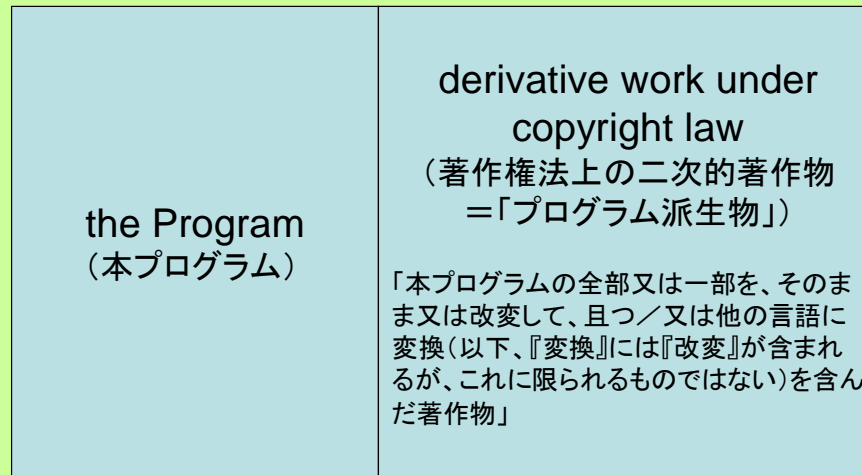 the Program
（本プログラム）
derivative work under
copyright law
（著作権法上の二次的著作物
＝「プログラム派生物」）
「本プログラムの全部又は一部を、そのま
ま又は改変して、且つ／又は他の言語に
変換（以下、『変換』には『改変』が含まれ
るが、これに限られるものではない）を含ん
だ著作物」